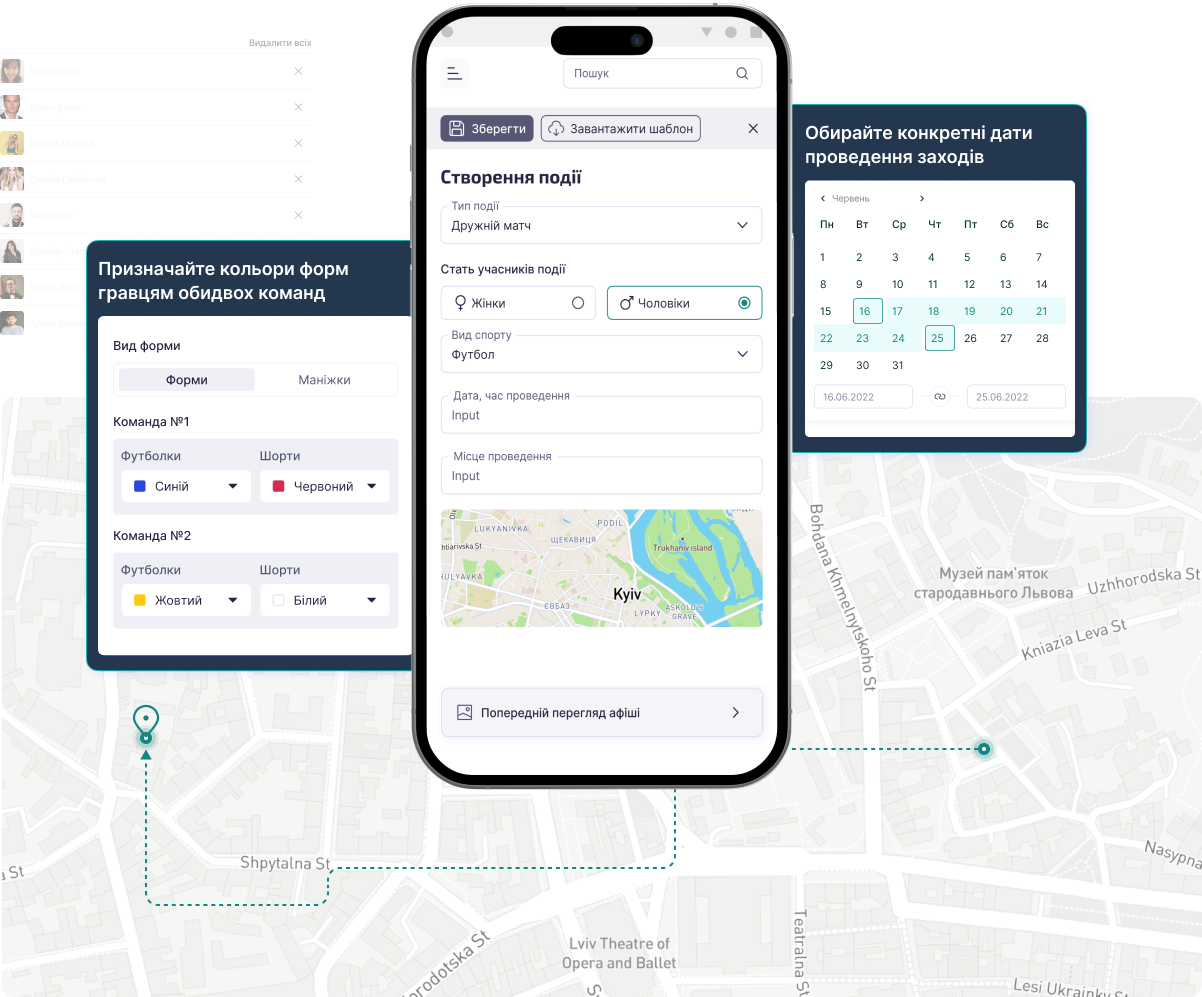 Видалити всіх
Пошук
Зберегти
Завантажити шаблон
Створення події
Тип події
Дружній матч
Стать учасників події
Жінки
Чоловіки
Вид спорту
Футбол
Дата, час проведення
Input
Місце проведення
Input
LUKYANIVKA
PODIL
ЩЕКАВИЦЯ
htiarivska St
Trukhaniv island
HULYAVKA
Kyiv
ЄВБАЗ
LYPKY
ASKOLD'S
GRAVE
Попередній перегляд афіші
Призначайте кольори форм
гравцям обидвох команд
Вид форми
Форми
Маніжки
Команда №1
Футболки
Шорти
Синій
Червоний
Команда №2
Футболки
Шорти
Жовтий
Білий
Обирайте конкретні дати
проведення заходів
Червень
Пн Вт Ср Чт Пт Сб Вс
1 2 3 4 5 6 7
8 9 10 11 12 13 14
15 16 17 18 19 20 21
22 23 24 25 26 27 28
29 30 31
16.06.2022
25.06.2022
Bohdana Khmelnytskoho St
Музей пам'яток
стародавнього Львова
Uzhhorodska St
Kniazia Leva St
Shpytalna St
a St
orodotska St
Lviv Theatre of
Opera and Ballet
S
Teatralna St
Nasypna
Lesi Ukrainky St